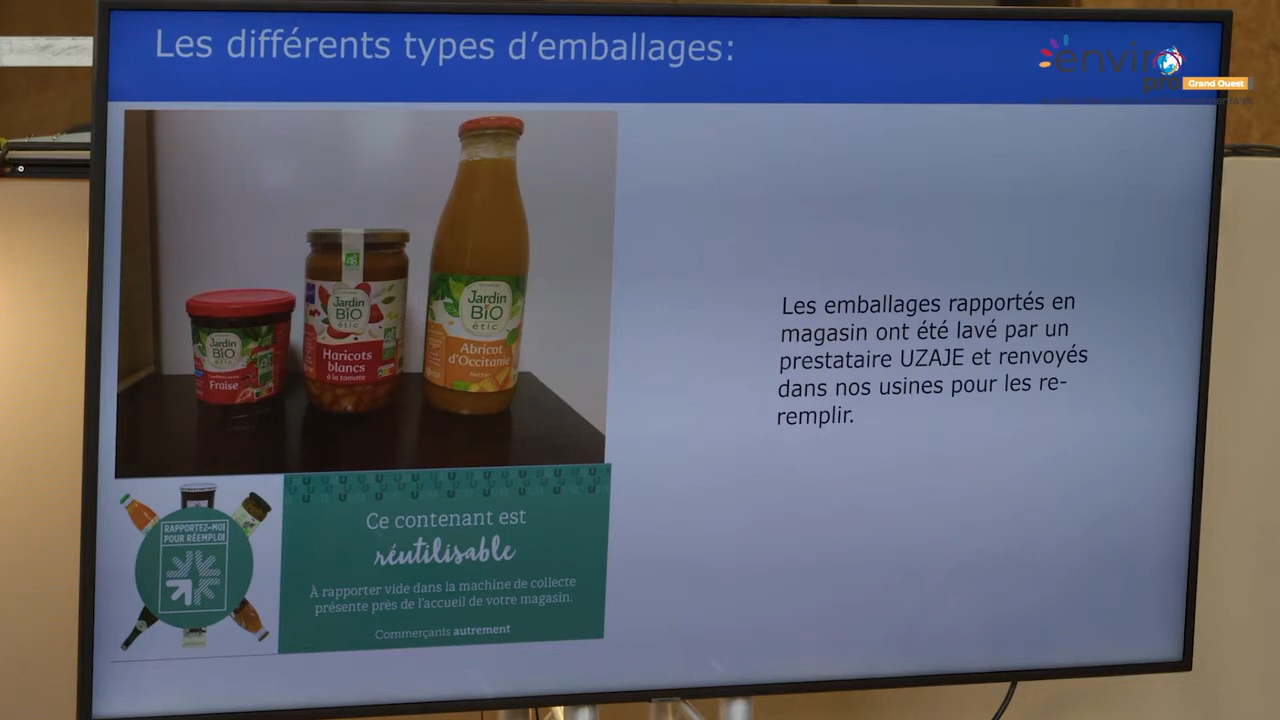 Les différents types d'emballages:
enviro
pro
Grand Ouest
Jardin
BiO
étic
Fraise
Jardin
BiO
étic
Haricots
blancs
à la tomate
Jardin
BiO
étic
Abricot
d'Occitanie
Nectar
Les emballages rapportés en
magasin ont été lavé par un
prestataire UZAJE et renvoyés
dans nos usines pour les re-
remplir.
RAPPORTEZ-MOI
POUR RÉEMPLOI
Ce contenant est
réutilisable
À rapporter vide dans la machine de collecte
présente près de l'accueil de votre magasin.
Commerçants autrement